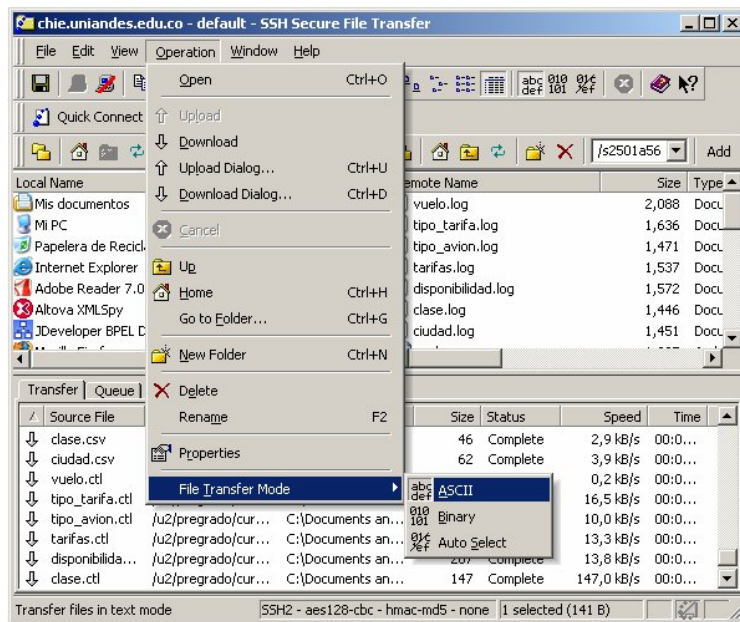 chie.uniandes.edu.co - default - SSH Secure File Transfer
File Edit View Operation Window Help
abc def 010 101
Quick Connect
/s2501a56 Add
Open Ctrl+O
Upload
Download
Upload Dialog... Ctrl+U
Download Dialog... Ctrl+D
Cancel
Up
Home Ctrl+H
Go to Folder... Ctrl+G
New Folder Ctrl+N
Delete
Rename F2
Properties
File Transfer Mode
ASCII
Binary
Auto Select
Local Name
Mis documentos
Mi PC
Papelera de Recicl
Internet Explorer
Adobe Reader 7.0
Altova XMLSpy
JDeveloper BPEL D
emote Name Size Type
vuelo.log 2,088 Docu
tipo_tarifa.log 1,636 Docu
tipo_avion.log 1,471 Docu
tarifas.log 1,537 Docu
disponibilidad.log 1,572 Docu
clase.log 1,446 Docu
ciudad.log 1,451 Docu
Transfer Queue
Source File Size Status Speed Time
clase.csv 46 Complete 2,9 kB/s 00:0...
ciudad.csv 62 Complete 3,9 kB/s 00:0...
vuelo.ctl 0,2 kB/s 00:0...
tipo_tarifa.ctl /u2/pregrado/cur... C:\Documents an... 16,5 kB/s 00:0...
tipo_avion.ctl /u2/pregrado/cur... C:\Documents an... 10,0 kB/s 00:0...
tarifas.ctl /u2/pregrado/cur... C:\Documents an... 13,3 kB/s 00:0...
disponibilida... /u2/pregrado/cur... C:\Documents an... 13,8 kB/s 00:0...
clase.ctl /u2/pregrado/cur... C:\Documents an... 147 Complete 147,0 kB/s 00:0...
Transfer files in text mode SSH2 - aes128-cbc - hmac-md5 - none 1 selected (141 B)